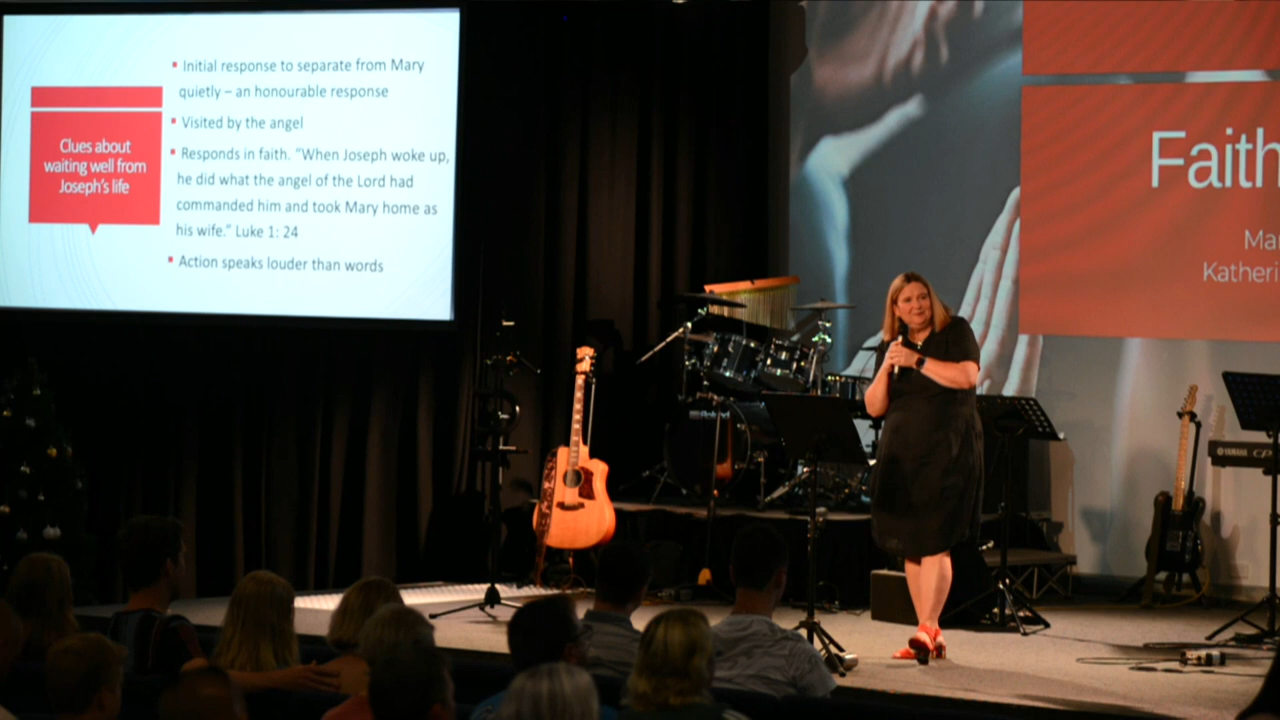 Initial response to separate from Mary
quietly – an honourable response
Visited by the angel
Clues about
waiting well from
Joseph's life
Responds in faith. "When Joseph woke up,
he did what the angel of the Lord had
commanded him and took Mary home as
his wife." Luke 1: 24
Action speaks louder than words
Faith
Mar
Katheri
Roland
YAMAHA CP